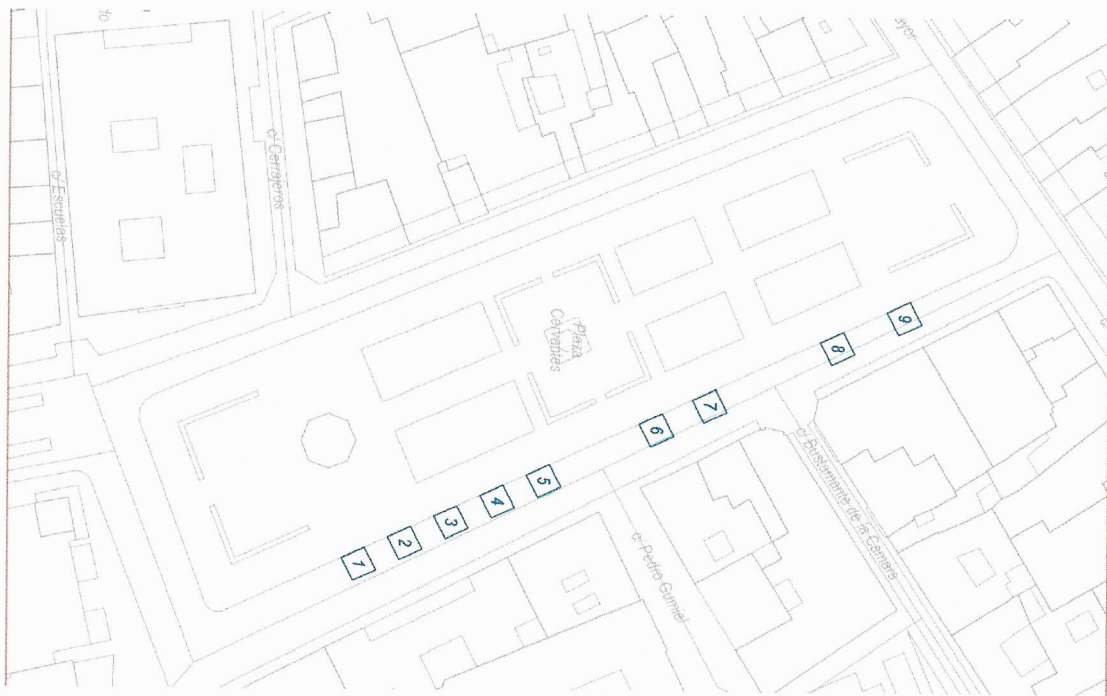 c/ Escuelas
c/ Cerrajeros
Plaza
Cervantes
c/ Bustamante de la Cámara
c/ Pedro Gumiel
1
2
3
4
5
6
7
8
9